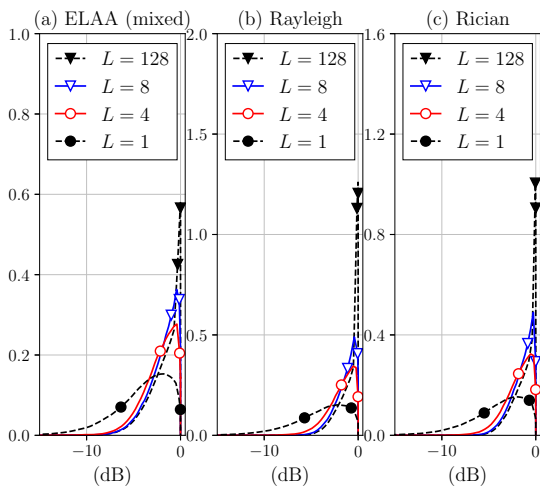 (a) ELAA (mixed)
(b) Rayleigh
(c) Rician
1.0
0.8
0.6
0.4
0.2
0.0
L = 128
L = 8
L = 4
L = 1
−10
0
(dB)
2.0
1.5
1.0
0.5
0.0
L = 128
L = 8
L = 4
L = 1
−10
0
(dB)
1.6
1.2
0.8
0.4
0.0
L = 128
L = 8
L = 4
L = 1
−10
0
(dB)